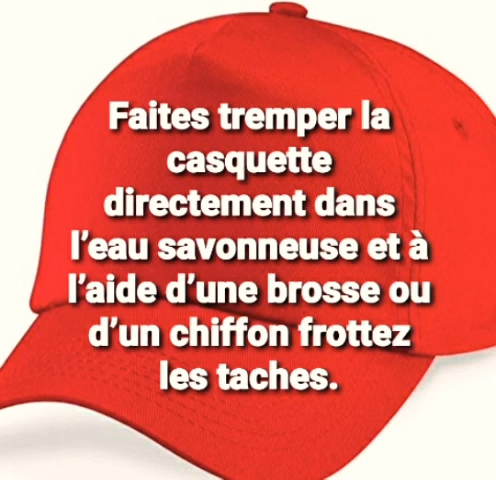 Faites tremper la
casquette
directement dans
l’eau savonneuse et à
l’aide d’une brosse ou
d’un chiffon frottez
les taches.